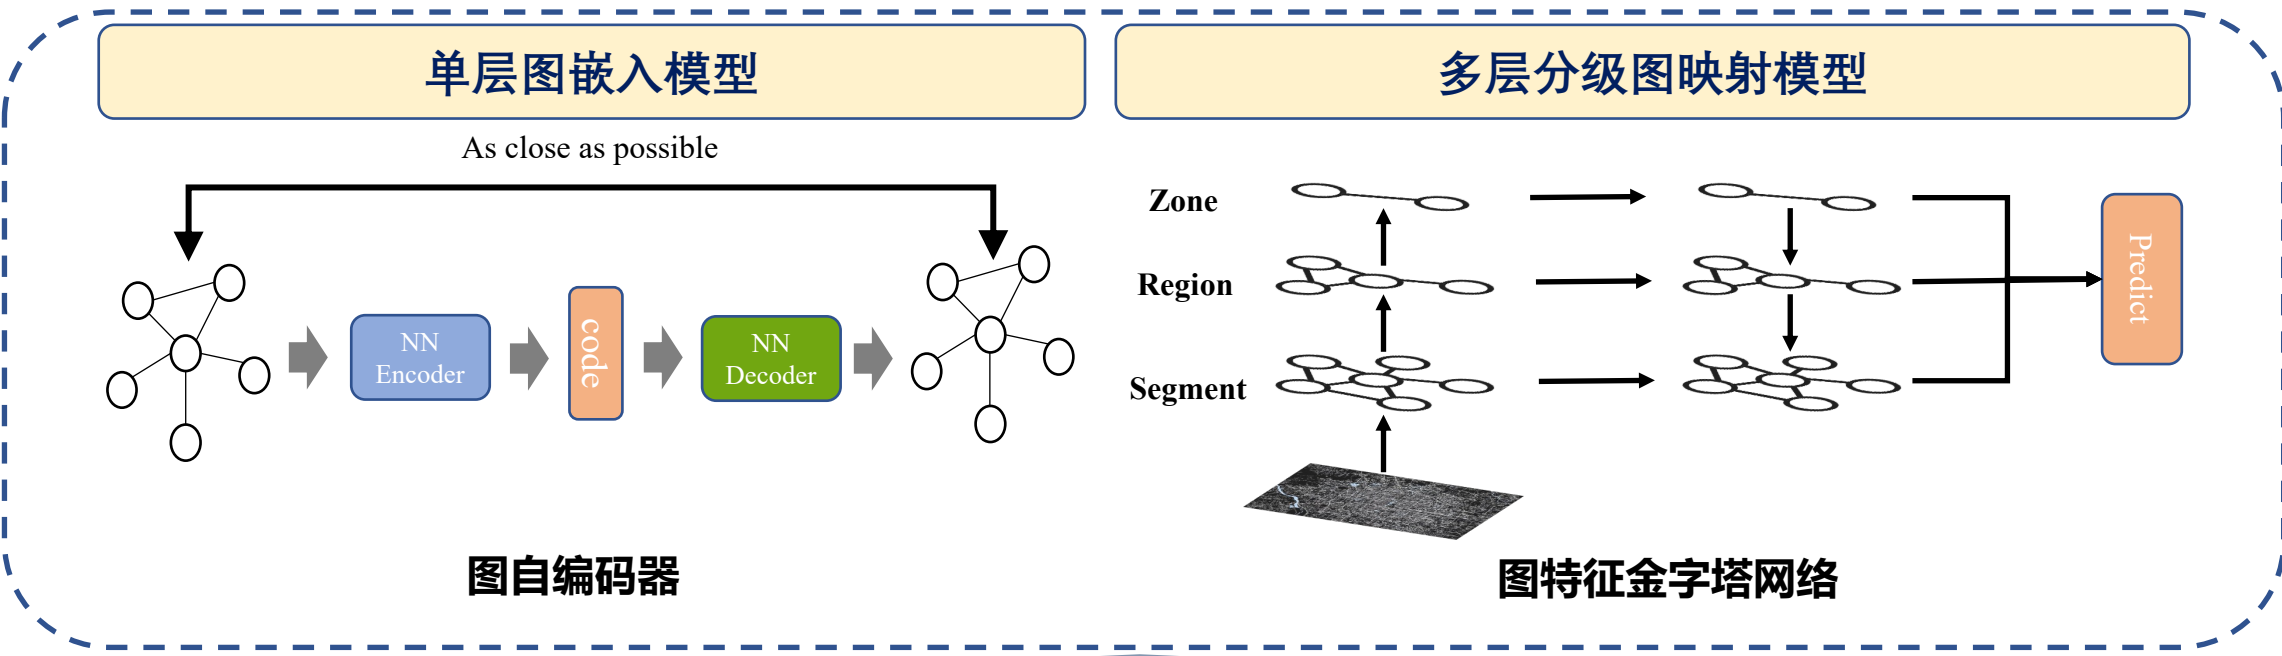 单层图嵌入模型
As close as possible
NN
Encoder
code
NN
Decoder
图自编码器
多层分级图映射模型
Zone
Region
Segment
Predict
图特征金字塔网络